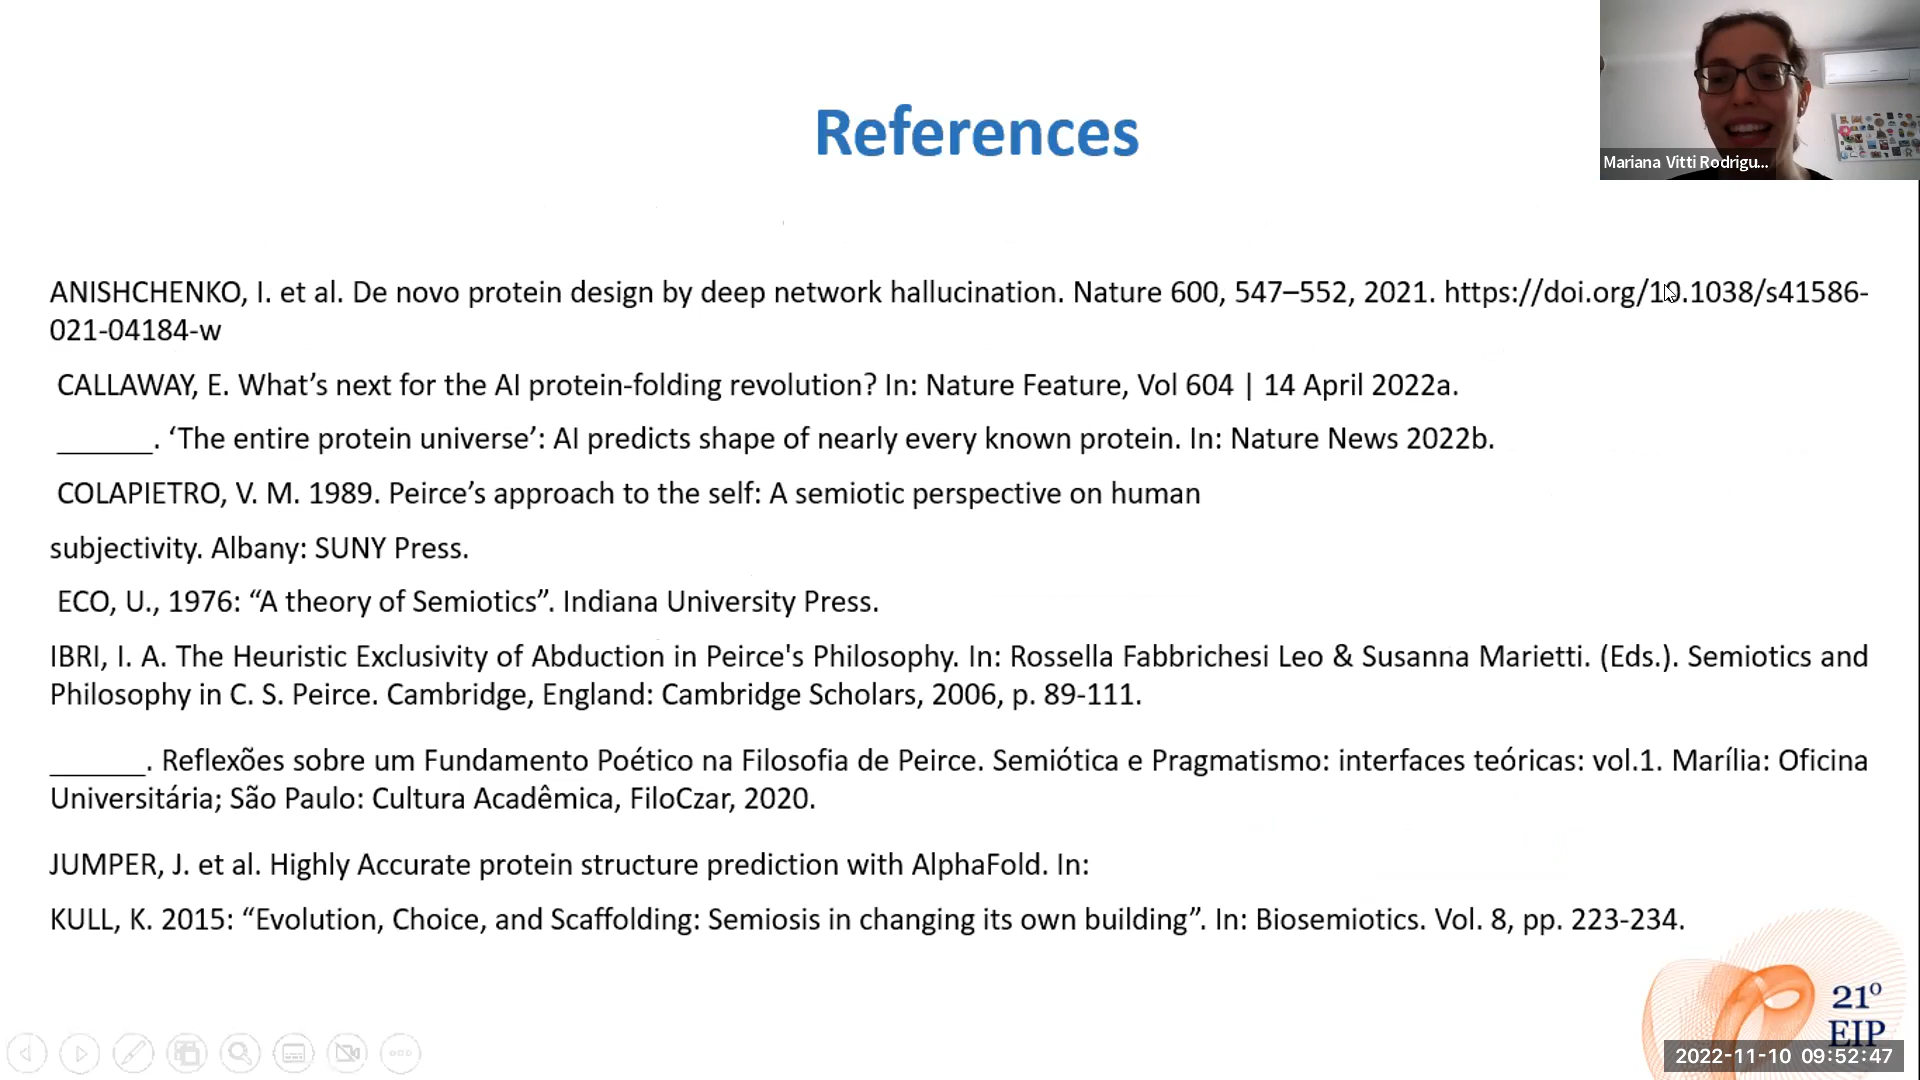 References
Mariana Vitti Rodrigu...
ANISHCHENKO, I. et al. De novo protein design by deep network hallucination. Nature 600, 547–552, 2021. https://doi.org/10.1038/s41586-
021-04184-w
CALLAWAY, E. What’s next for the AI protein-folding revolution? In: Nature Feature, Vol 604 | 14 April 2022a.
______. ‘The entire protein universe’: AI predicts shape of nearly every known protein. In: Nature News 2022b.
COLAPIETRO, V. M. 1989. Peirce’s approach to the self: A semiotic perspective on human
subjectivity. Albany: SUNY Press.
ECO, U., 1976: “A theory of Semiotics”. Indiana University Press.
IBRI, I. A. The Heuristic Exclusivity of Abduction in Peirce's Philosophy. In: Rossella Fabbrichesi Leo & Susanna Marietti. (Eds.). Semiotics and
Philosophy in C. S. Peirce. Cambridge, England: Cambridge Scholars, 2006, p. 89-111.
______. Reflexões sobre um Fundamento Poético na Filosofia de Peirce. Semiótica e Pragmatismo: interfaces teóricas: vol.1. Marília: Oficina
Universitária; São Paulo: Cultura Acadêmica, FiloCzar, 2020.
JUMPER, J. et al. Highly Accurate protein structure prediction with AlphaFold. In:
KULL, K. 2015: “Evolution, Choice, and Scaffolding: Semiosis in changing its own building”. In: Biosemiotics. Vol. 8, pp. 223-234.
21º
EIP
2022-11-10 09:52:47